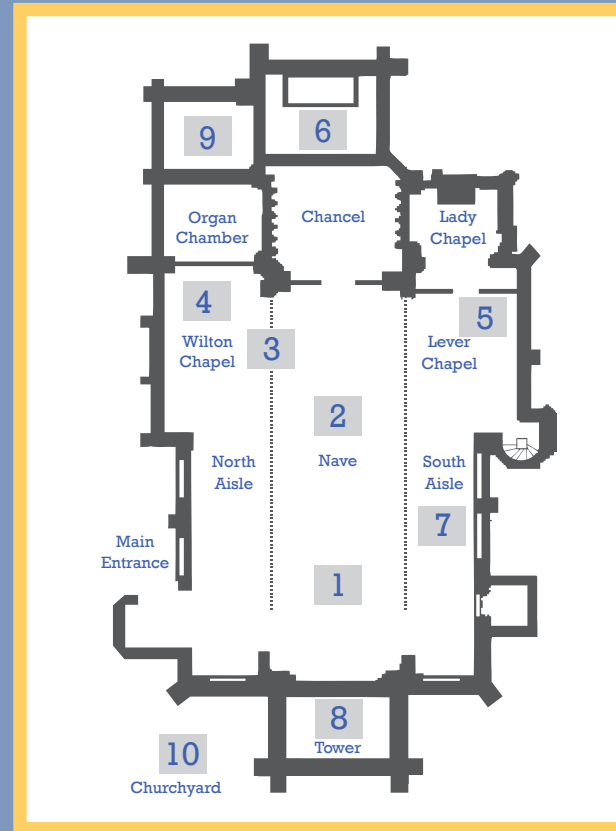 9
6
Organ
Chamber
Chancel
Lady
Chapel
4
5
Wilton
Chapel
3
Lever
Chapel
2
North
Aisle
Nave
South
Aisle
7
Main
Entrance
1
8
Tower
10
Churchyard